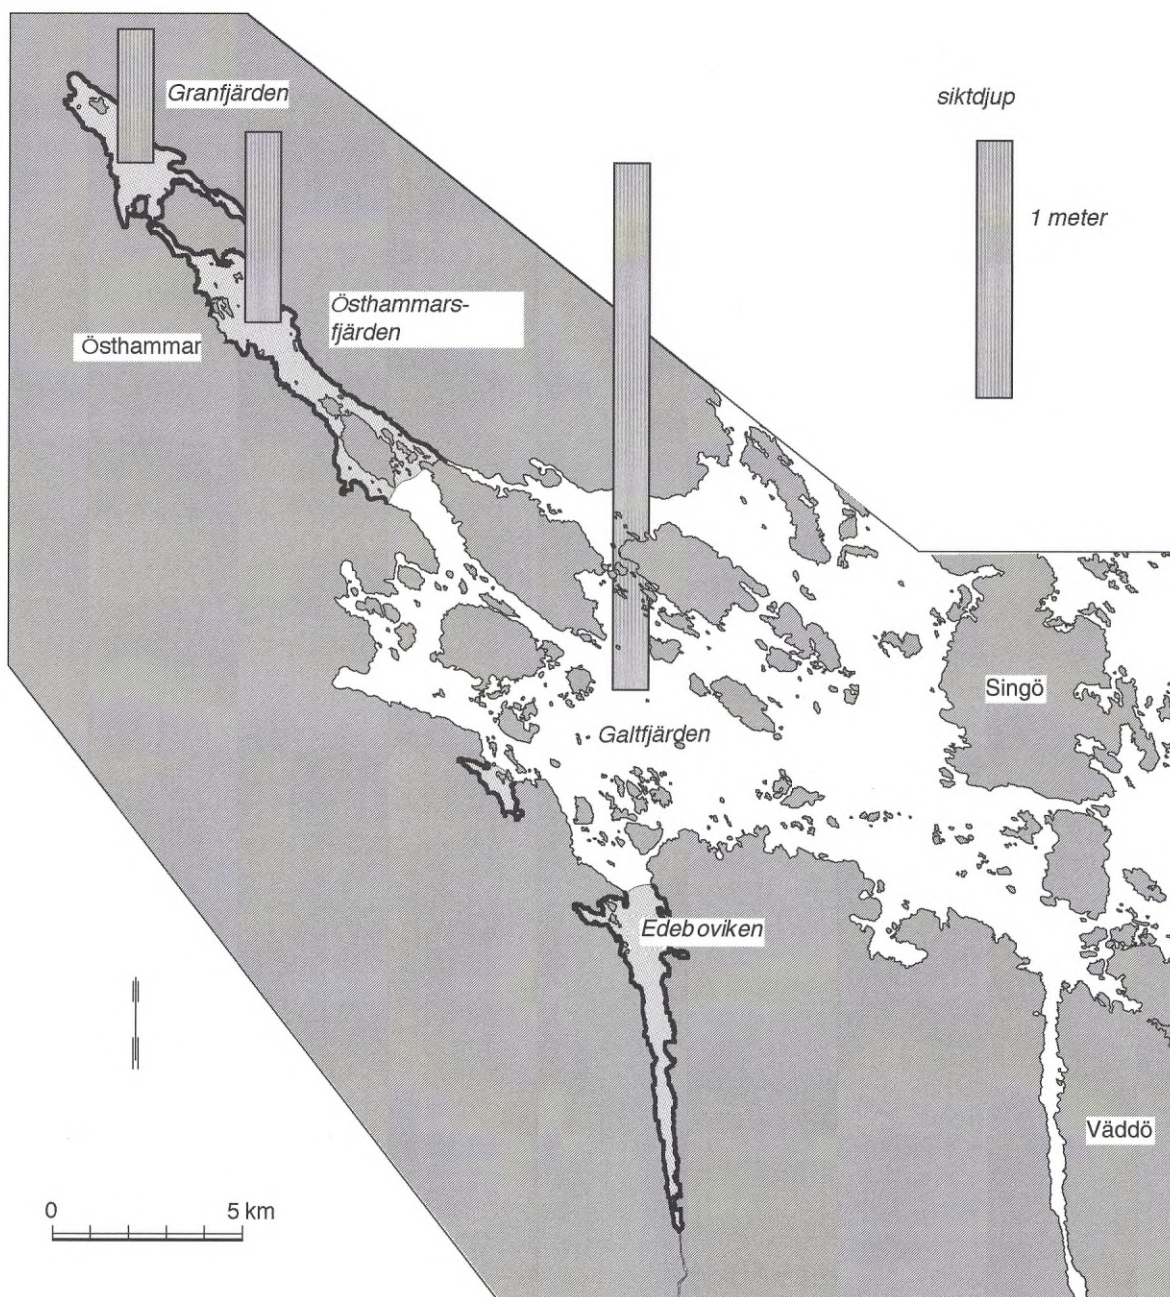 Granfjärden
siktdjup
1 meter
Östhammars-
fjärden
Östhammar
Singö
Galtfjärden
Edeboviken
Väddö
0 5 km